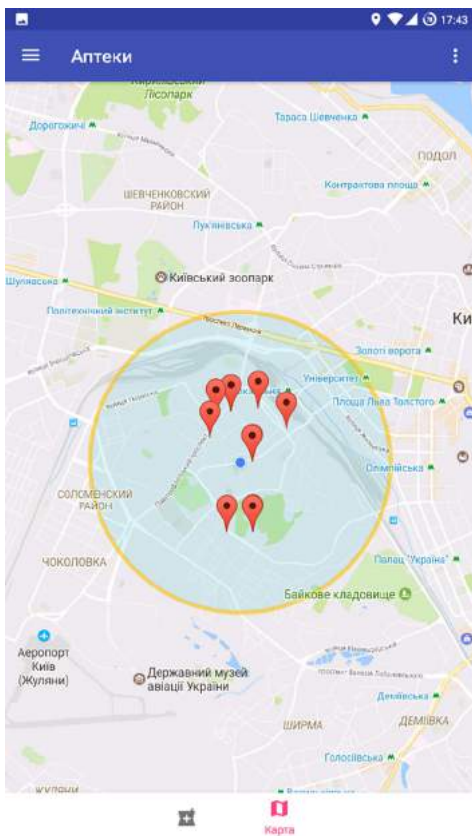 17:43
Аптеки
Лісопарк
Дорогожичі
Тараса Шевченка
ПОДОЛ
Контрактова площа
ШЕВЧЕНКОВСКИЙ
РАЙОН
Пук'янівська
Київський зоопарк
Шулявська
Політехнічний інститут
проспект Перемоги
Ки
Золоті ворота
Університет
Площа Льва Толстого
Олімпійська
СОЛОМЕНСКИЙ
РАЙОН
ЧОКОЛОВКА
Палац "Україна"
Байкове кладовище
Аеропорт
Київ
(Жуляни)
Державний музей
авіації України
ШИРМА
Деміївська
ДЕМІЇВКА
Голосіївська
ЖУЛЯНИ
Карта